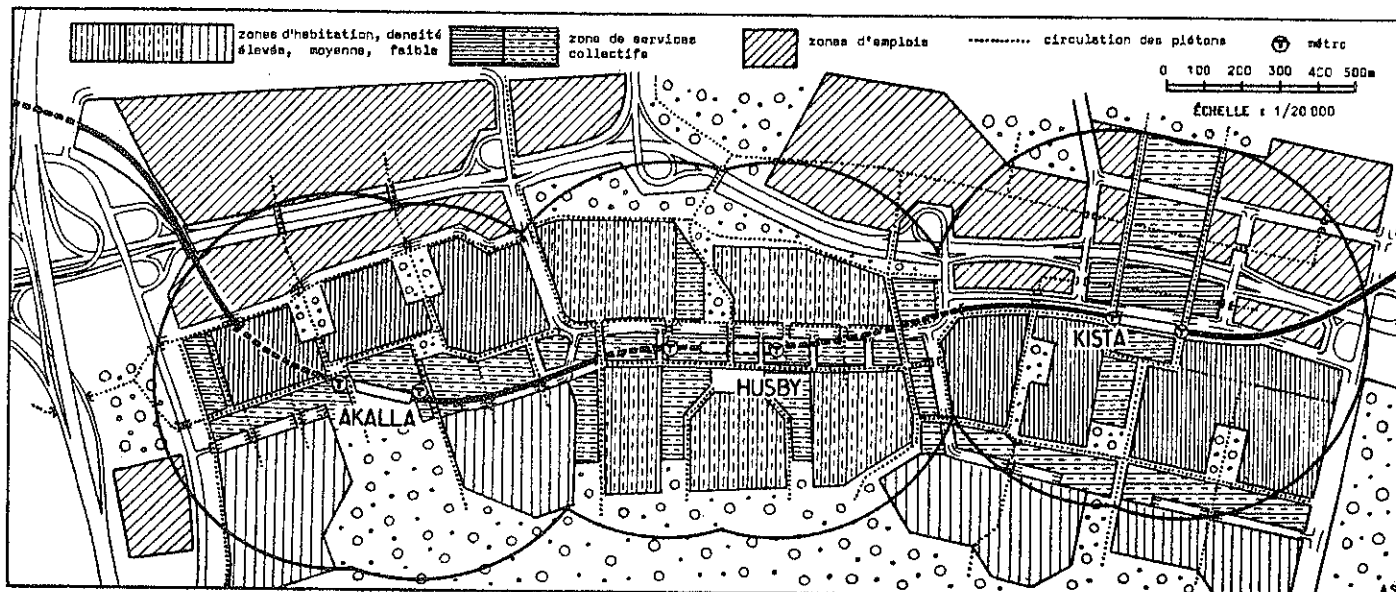 zones d'habitation, densité
élevée, moyenne, faible
zone de services
collectifs
zones d'emplois
circulation des piétons
T métro
0 100 200 300 400 500m
ÉCHELLE : 1/20 000
KISTA
HUSBY
AKALLA